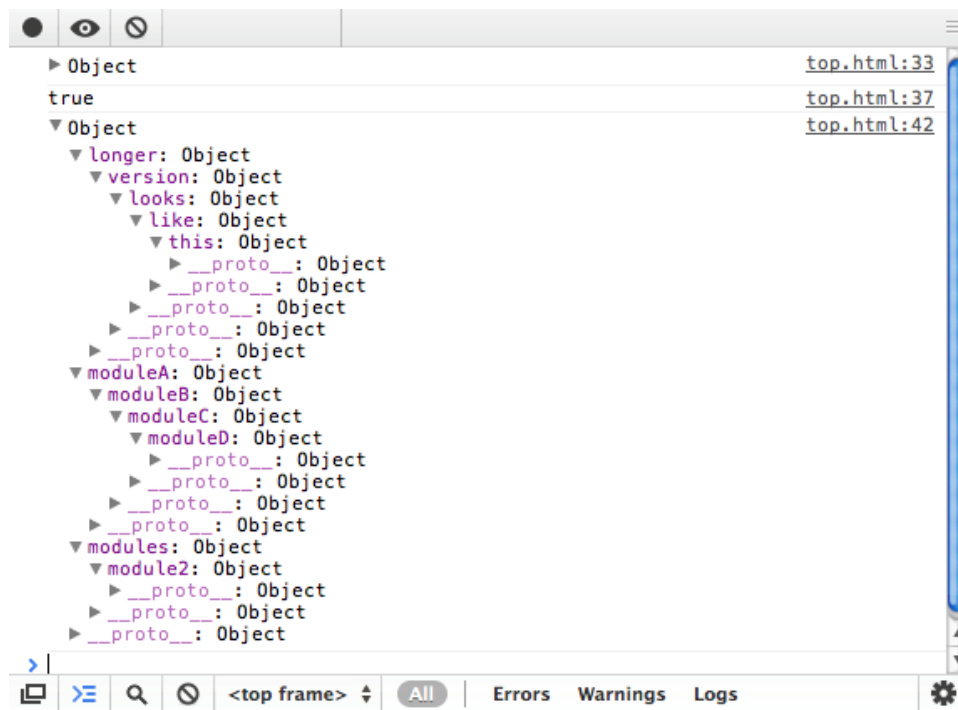 Object top.html:33
true top.html:37
Object top.html:42
longer: Object
version: Object
looks: Object
like: Object
this: Object
__proto__: Object
__proto__: Object
__proto__: Object
__proto__: Object
__proto__: Object
moduleA: Object
moduleB: Object
moduleC: Object
moduleD: Object
__proto__: Object
__proto__: Object
__proto__: Object
__proto__: Object
modules: Object
module2: Object
__proto__: Object
__proto__: Object
__proto__: Object
<top frame> All Errors Warnings Logs